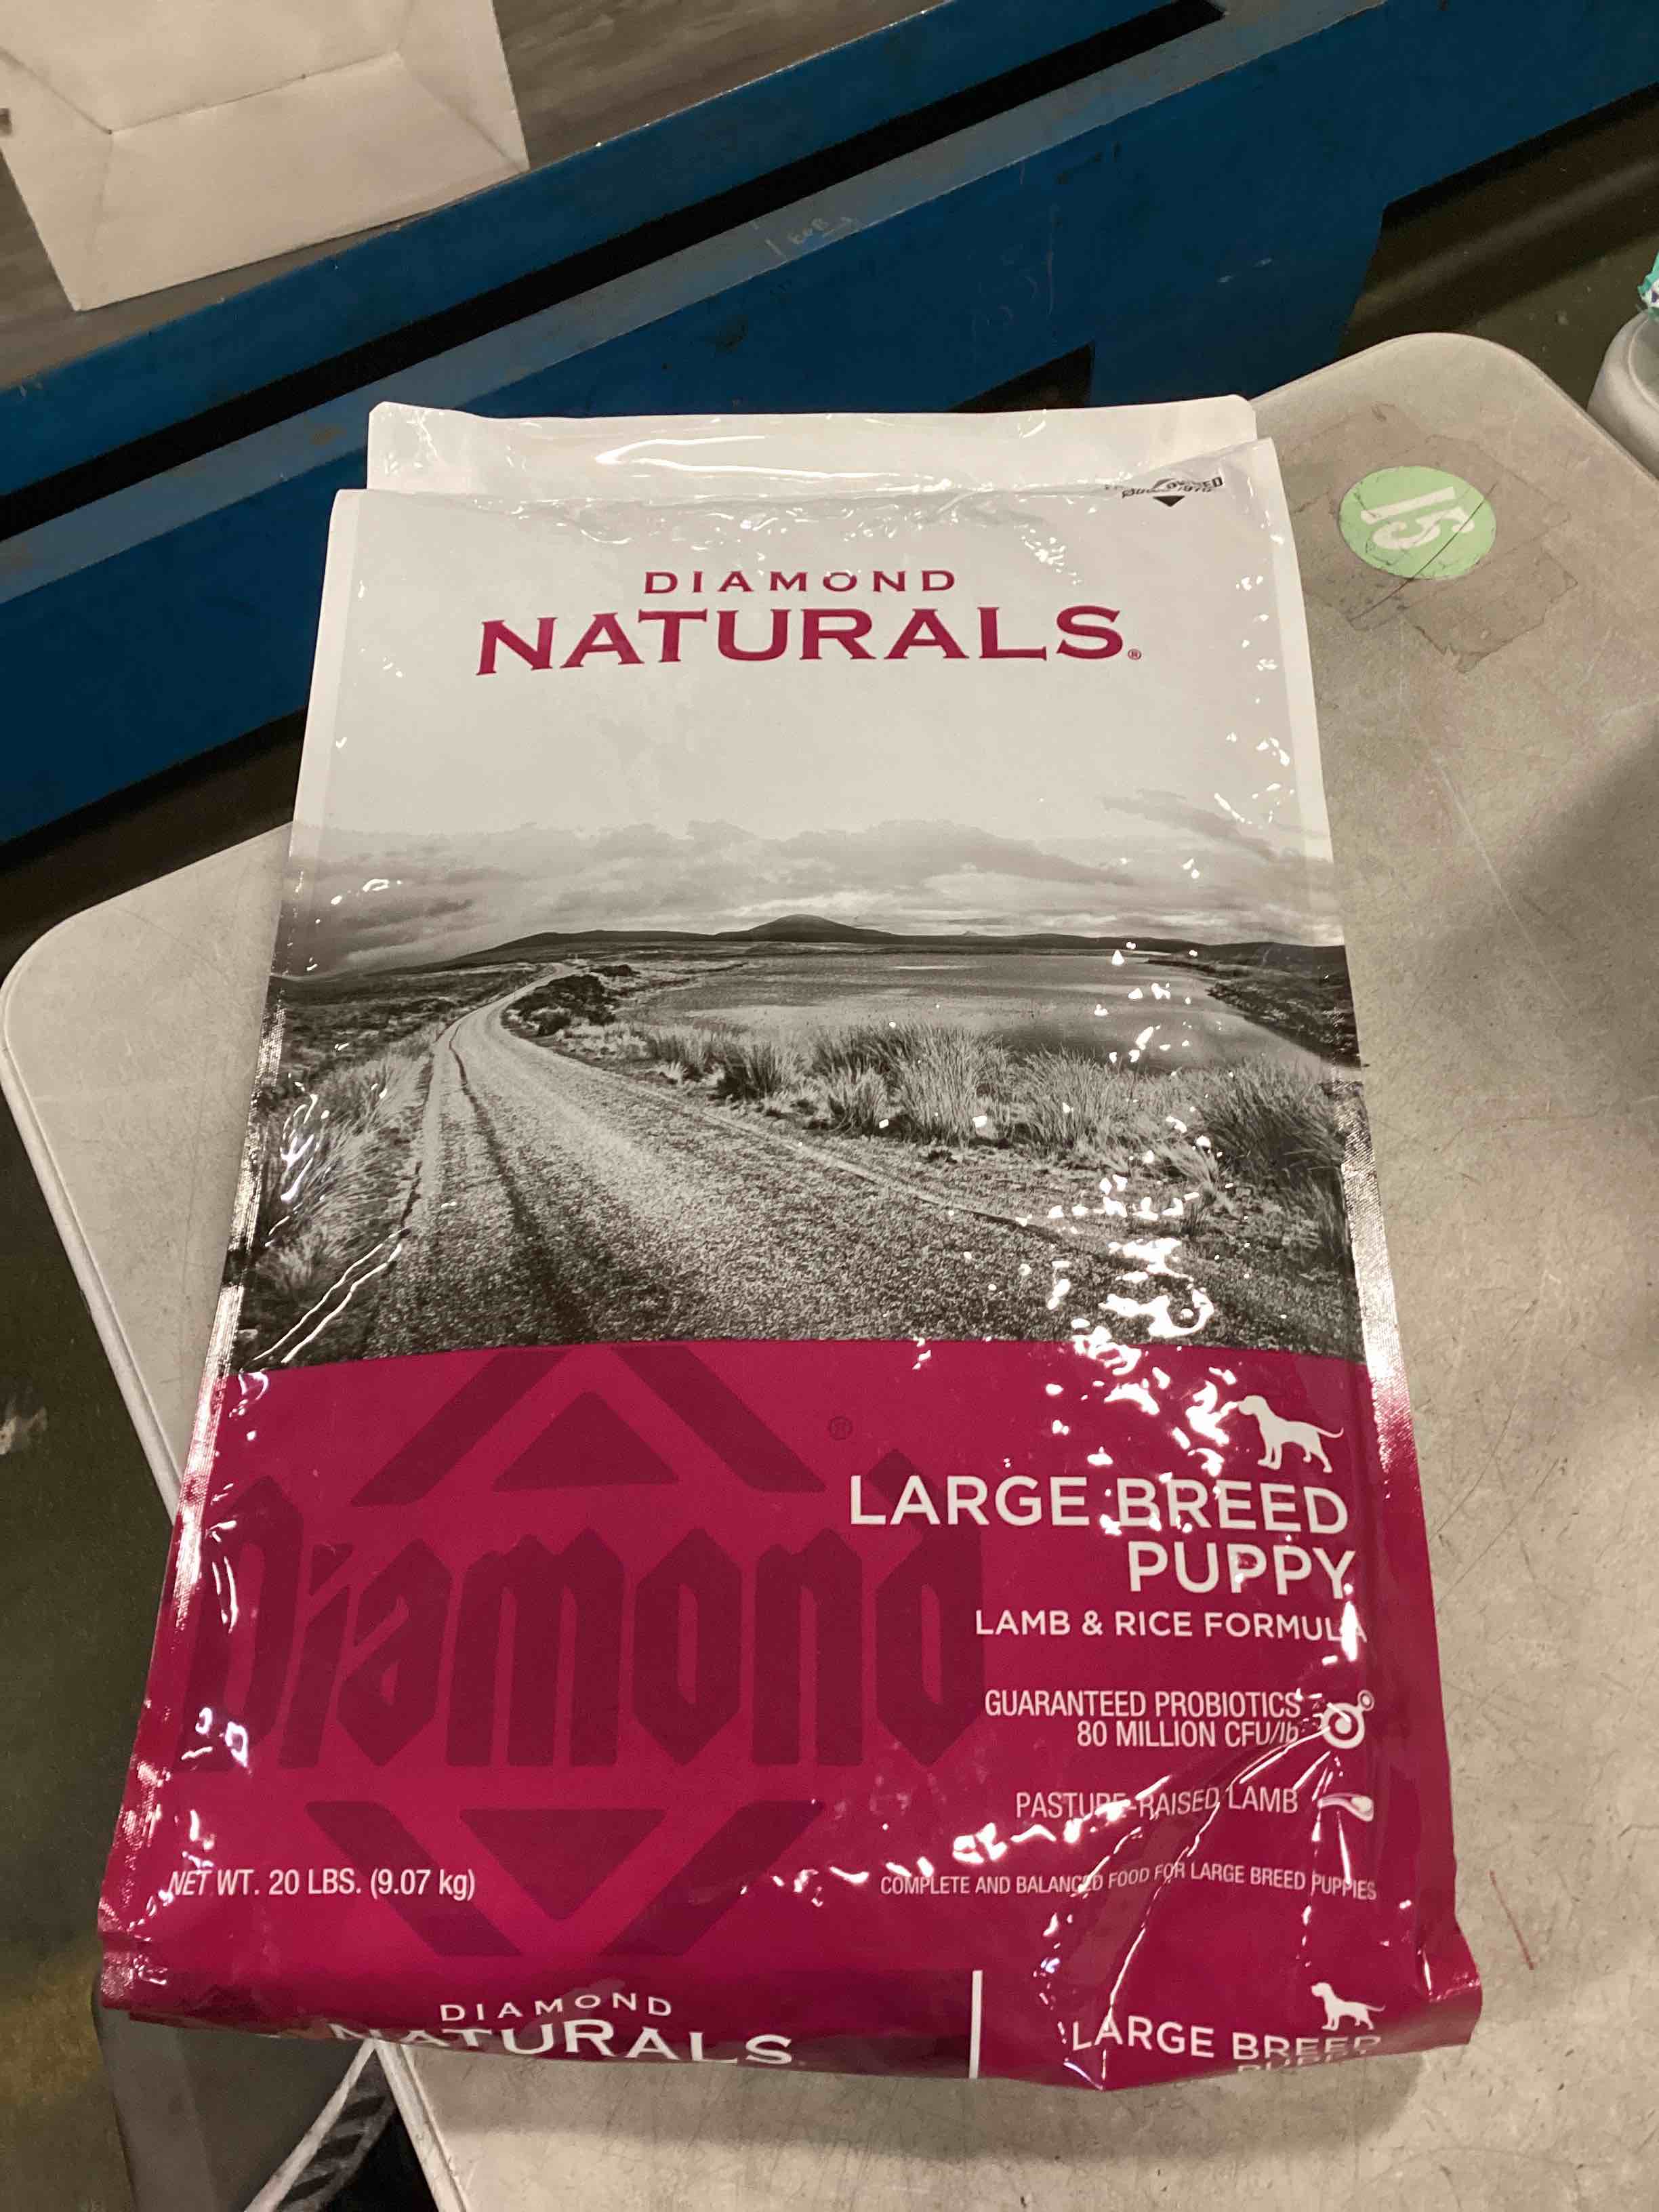 DIAMOND
NATURALS®
15
®
Diamond
LARGE BREED
PUPPY
LAMB & RICE FORMULA
GUARANTEED PROBIOTICS
80 MILLION CFU/lb
PASTURE-RAISED LAMB
NET WT. 20 LBS. (9.07 kg)
COMPLETE AND BALANCED FOOD FOR LARGE BREED PUPPIES
DIAMOND
NATURALS
LARGE BREED
PUPPY